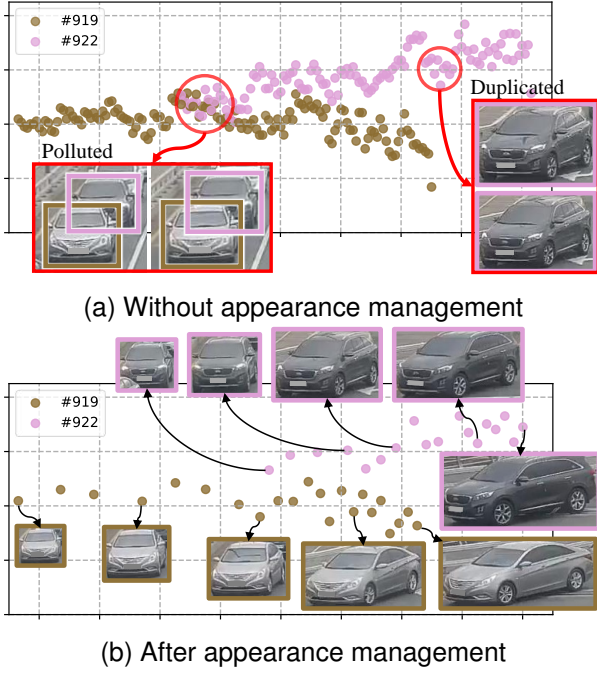 #919
#922
Duplicated
Polluted
(a) Without appearance management
#919
#922
(b) After appearance management